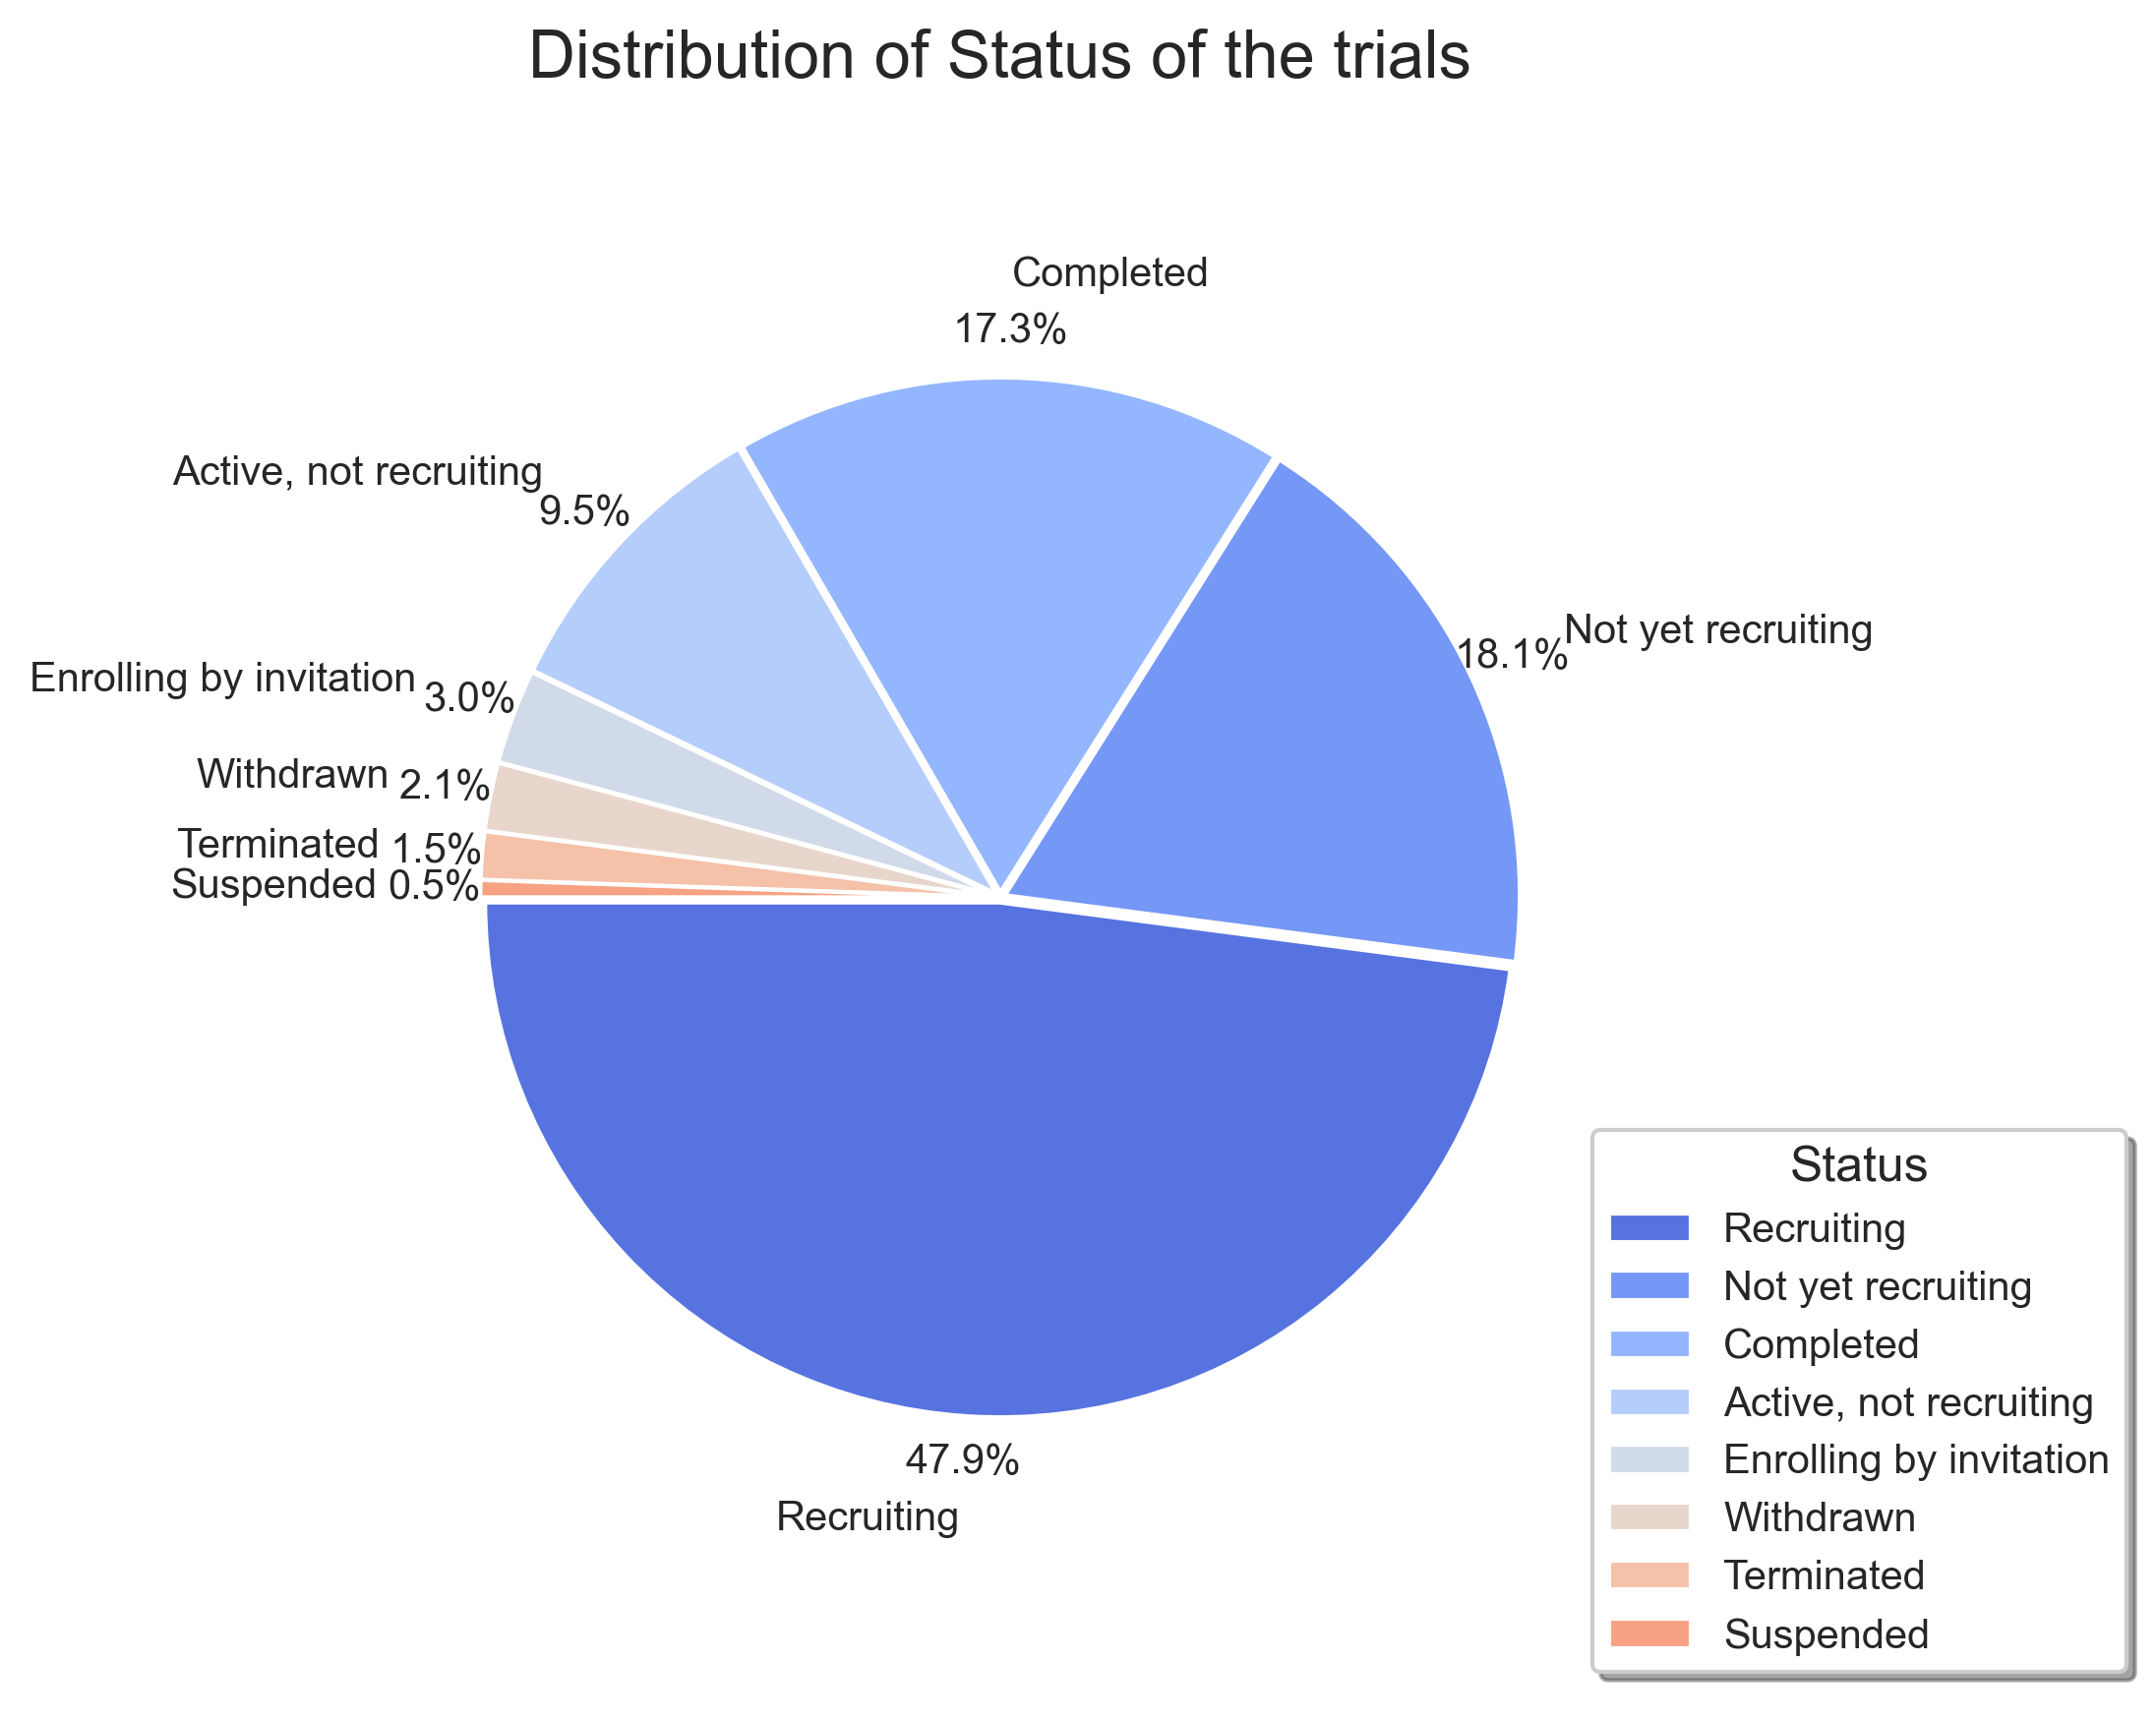 Distribution of Status of the trials
Completed
17.3%
Active, not recruiting
9.5%
Not yet recruiting
18.1%
Enrolling by invitation 3.0%
Withdrawn 2.1%
Terminated 1.5%
Suspended 0.5%
47.9%
Recruiting
Status
Recruiting
Not yet recruiting
Completed
Active, not recruiting
Enrolling by invitation
Withdrawn
Terminated
Suspended